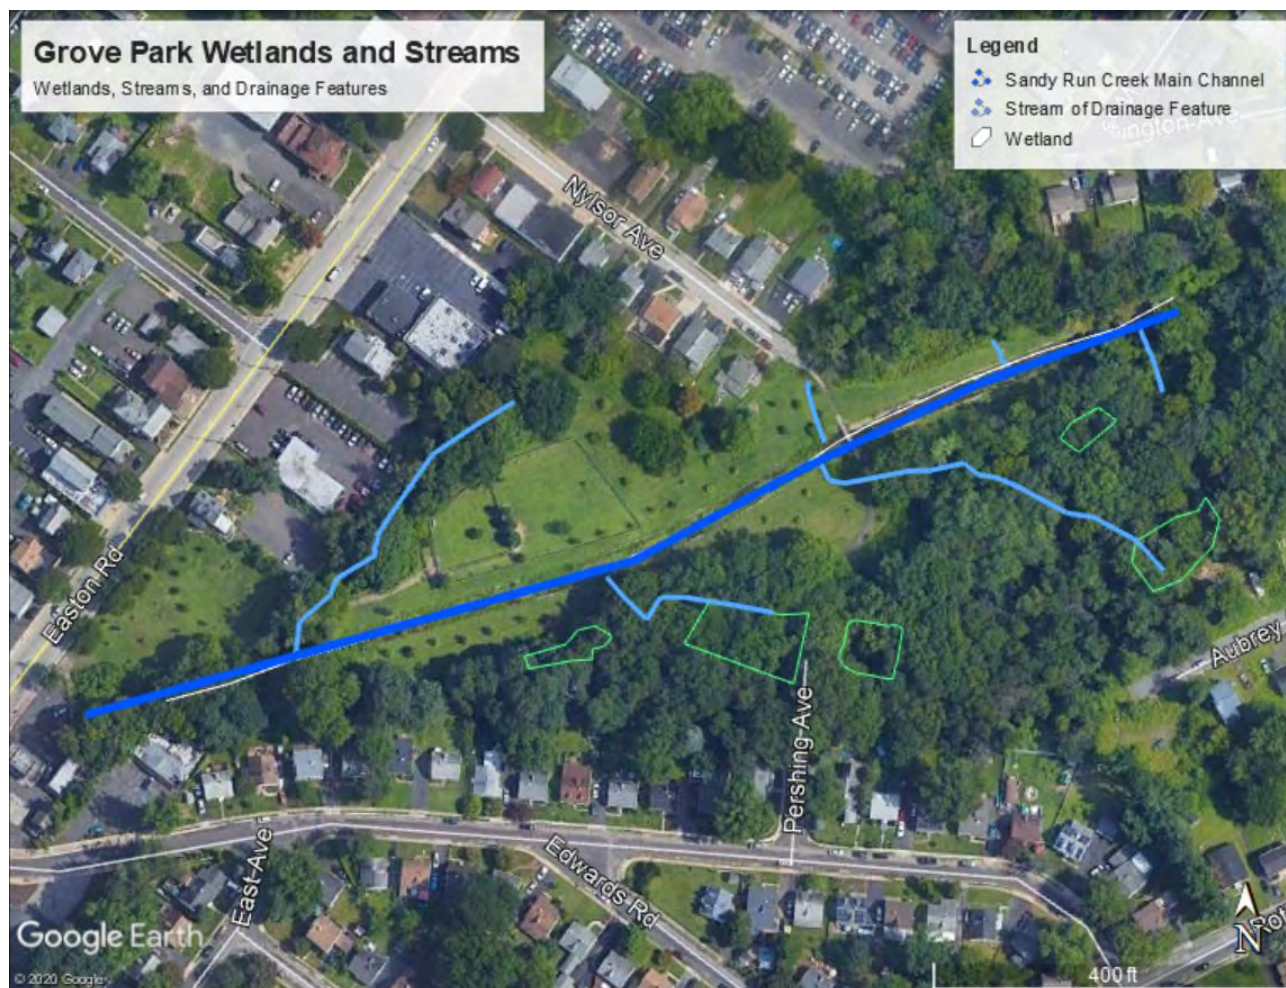 Grove Park Wetlands and Streams
Wetlands, Streams, and Drainage Features
Legend
Sandy Run Creek Main Channel
Stream of Drainage Feature
Wetland
Nylsor Ave
Easton Rd
Aubrey
Pershing Ave
East Ave
Edwards Rd
Google Earth
© 2020 Google
N
400 ft